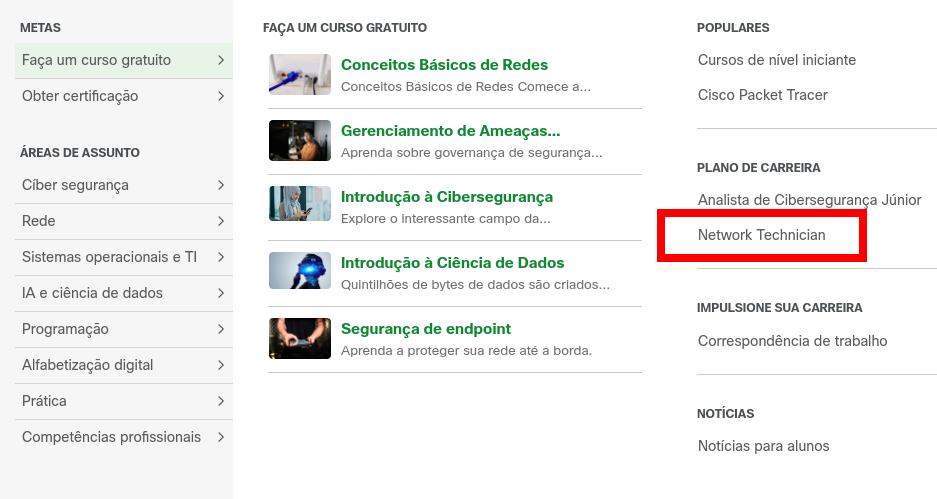 METAS
Faça um curso gratuito
Obter certificação
ÁREAS DE ASSUNTO
Cíber segurança
Rede
Sistemas operacionais e TI
IA e ciência de dados
Programação
Alfabetização digital
Prática
Competências profissionais
FAÇA UM CURSO GRATUITO
Conceitos Básicos de Redes
Conceitos Básicos de Redes Comece a...
Gerenciamento de Ameaças...
Aprenda sobre governança de segurança...
Introdução à Cibersegurança
Explore o interessante campo da...
Introdução à Ciência de Dados
Quintilhões de bytes de dados são criados...
Segurança de endpoint
Aprenda a proteger sua rede até a borda.
POPULARES
Cursos de nível iniciante
Cisco Packet Tracer
PLANO DE CARREIRA
Analista de Cibersegurança Júnior
Network Technician
IMPULSIONE SUA CARREIRA
Correspondência de trabalho
NOTÍCIAS
Notícias para alunos